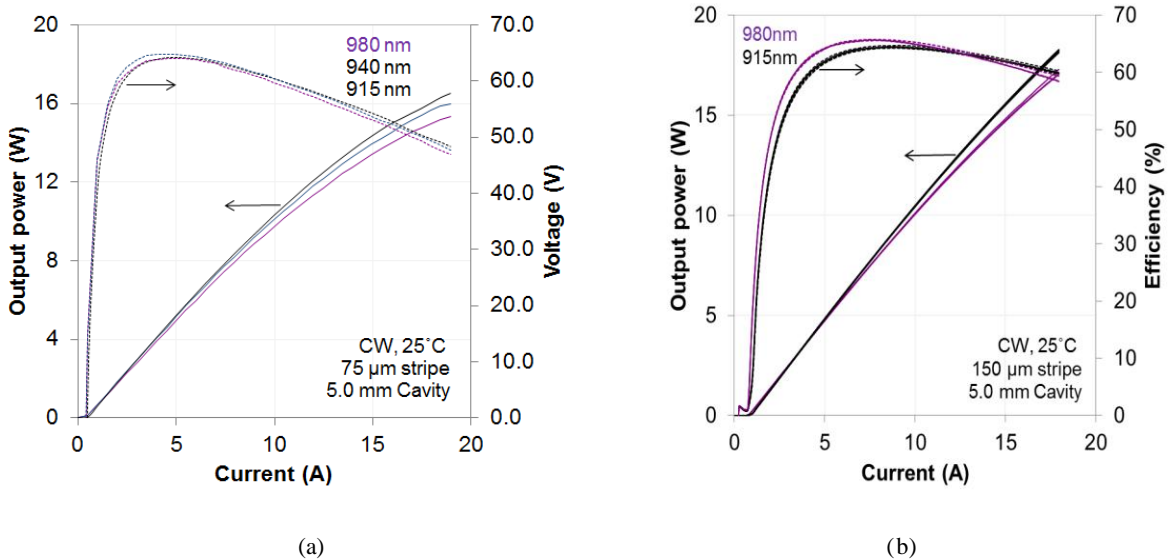 20
16
12
8
4
0
Output power (W)
70.0
60.0
50.0
40.0
30.0
20.0
10.0
0.0
Voltage (V)
980 nm
940 nm
915 nm
CW, 25˚C
75 µm stripe
5.0 mm Cavity
0 5 10 15 20
Current (A)
(a)
20
15
10
5
0
Output power (W)
70
60
50
40
30
20
10
0
Efficiency (%)
980nm
915nm
CW, 25˚C
150 µm stripe
5.0 mm Cavity
0 5 10 15 20
Current (A)
(b)